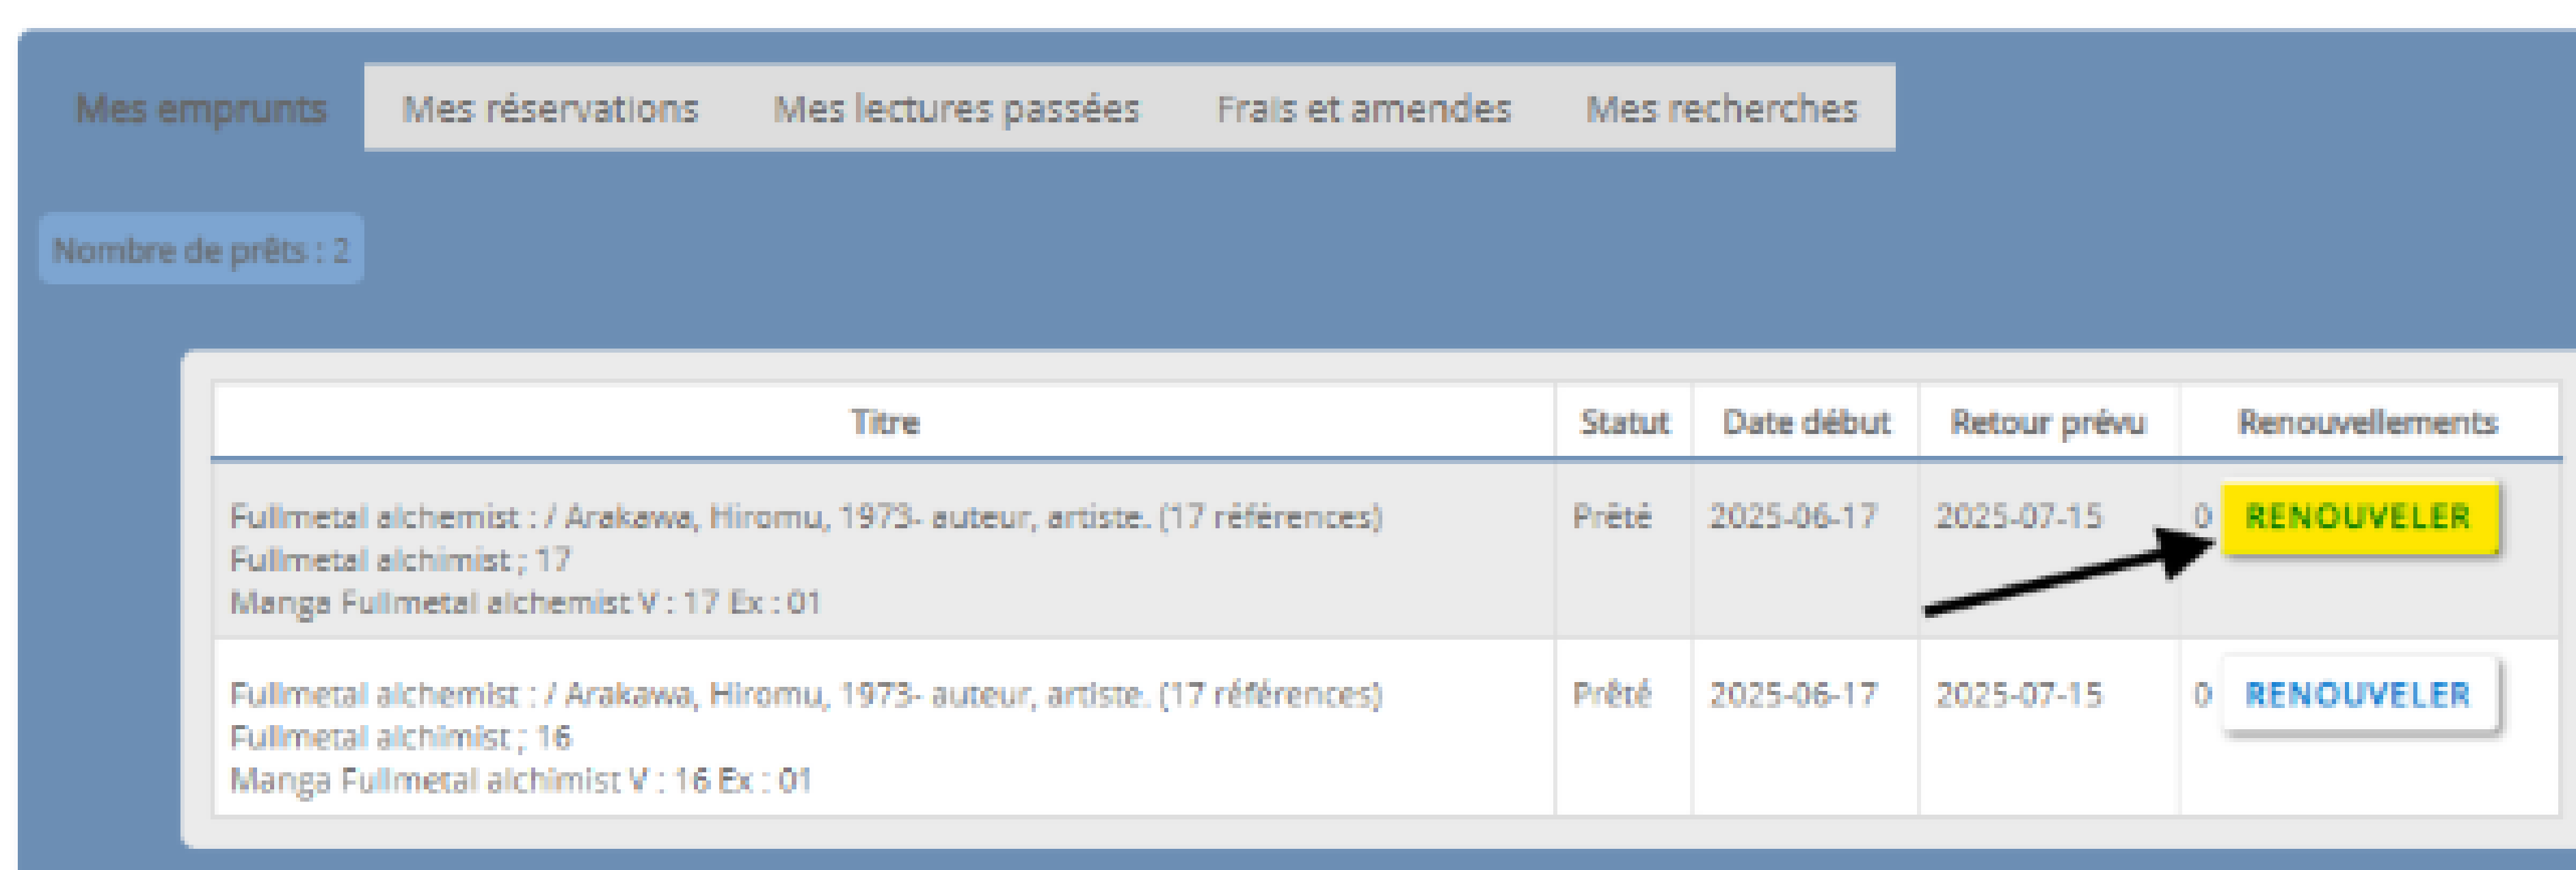 Mes emprunts Mes réservations Mes lectures passées Frais et amendes Mes recherches
Nombre de prêts : 2
Titre Statut Date début Retour prévu Renouvellements
Fullmetal alchemist : / Arakawa, Hiromu, 1973- auteur, artiste. (17 références) Prêté 2025-06-17 2025-07-15 0 RENOUVELER
Fullmetal alchimist ; 17
Manga Fullmetal alchemist V : 17 Ex : 01
Fullmetal alchemist : / Arakawa, Hiromu, 1973- auteur, artiste. (17 références) Prêté 2025-06-17 2025-07-15 0 RENOUVELER
Fullmetal alchimist ; 16
Manga Fullmetal alchimist V : 16 Ex : 01